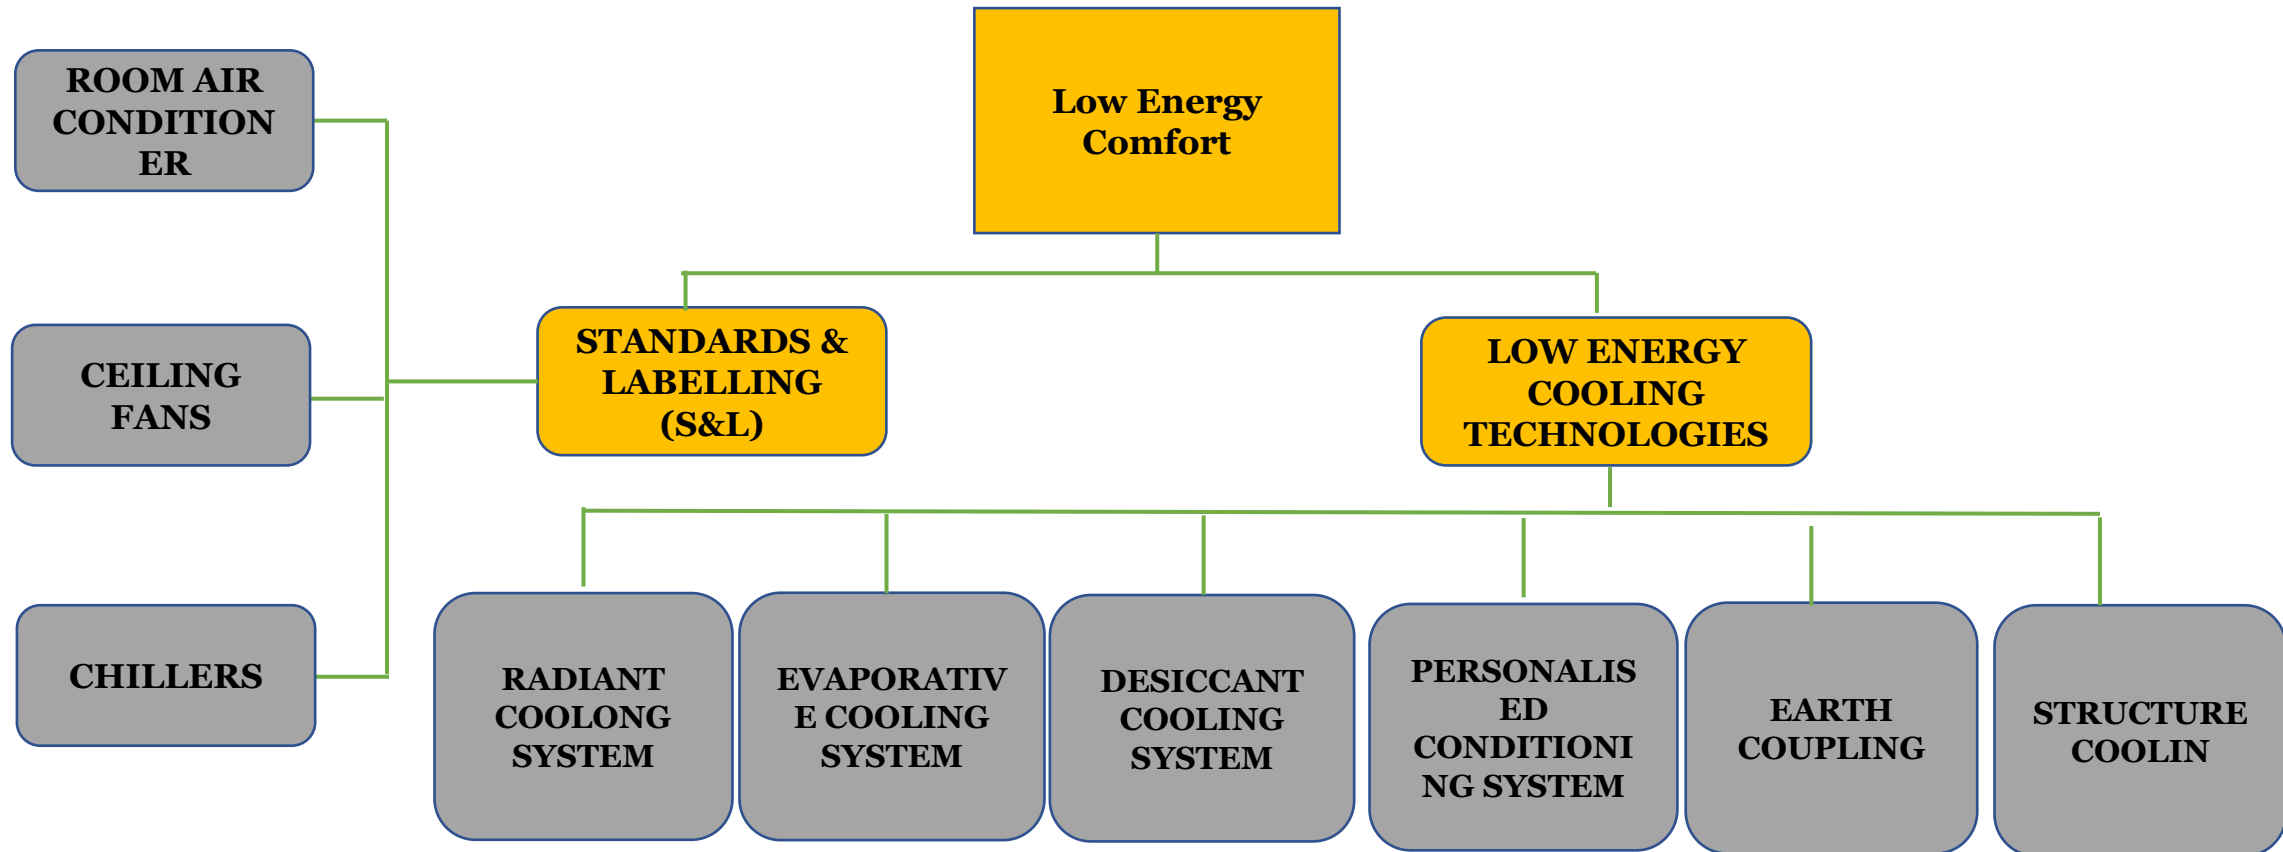 Low Energy
Comfort
ROOM AIR
CONDITION
ER
STANDARDS &
LABELLING
(S&L)
LOW ENERGY
COOLING
TECHNOLOGIES
CEILING
FANS
CHILLERS
RADIANT
COOLONG
SYSTEM
EVAPORATIV
E COOLING
SYSTEM
DESICCANT
COOLING
SYSTEM
PERSONALIS
ED
CONDITIONI
NG SYSTEM
EARTH
COUPLING
STRUCTURE
COOLIN